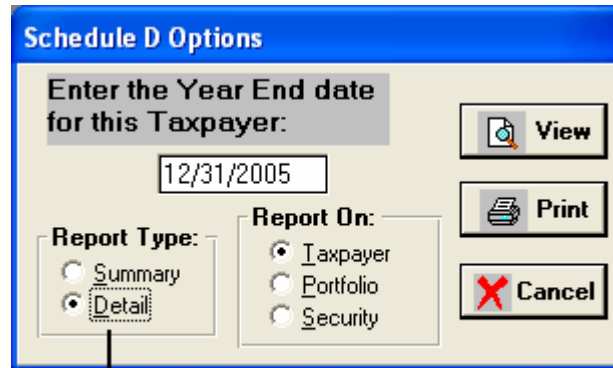 Schedule D Options
Enter the Year End date
for this Taxpayer:
12/31/2005
Report Type:
Summary
Detail
Report On:
Taxpayer
Portfolio
Security
View
Print
Cancel